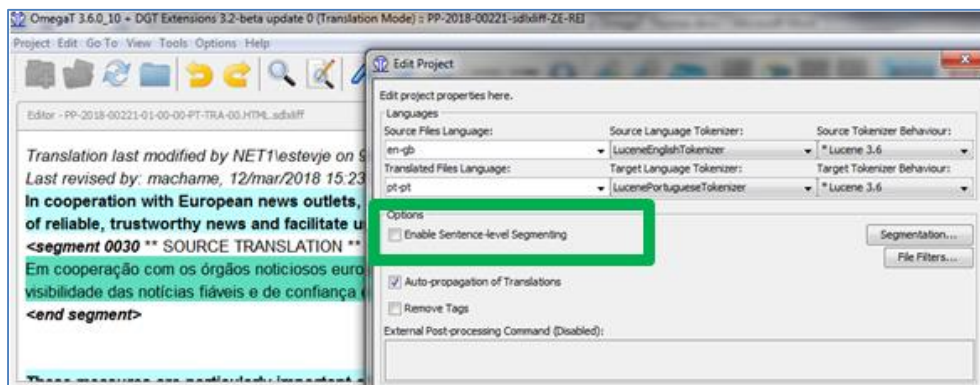 OmegaT 3.6.0_10 + DGT Extensions 3.2-beta update 0 (Translation Mode) :: PP-2018-00221-sdlxliff-ZE-REI
Project Edit Go To View Tools Options Help
Editor - PP-2018-00221-01-00-00-PT-TRA-00.HTML.sdlxliff
Translation last modified by NET1\estevje on 9
Last revised by: machame, 12/mar/2018 15:23
In cooperation with European news outlets,
of reliable, trustworthy news and facilitate u
<segment 0030 ** SOURCE TRANSLATION **
Em cooperação com os órgãos noticiosos euro
visibilidade das notícias fiáveis e de confiança
<end segment>
These measures are particularly important
Edit Project
Edit project properties here.
Languages
Source Files Language: Source Language Tokenizer: Source Tokenizer Behaviour:
en-gb LuceneEnglishTokenizer * Lucene 3.6
Translated Files Language: Target Language Tokenizer: Target Tokenizer Behaviour:
pt-pt LucenePortugueseTokenizer * Lucene 3.6
Options
Enable Sentence-level Segmenting
Segmentation...
File Filters...
Auto-propagation of Translations
Remove Tags
External Post-processing Command (Disabled):